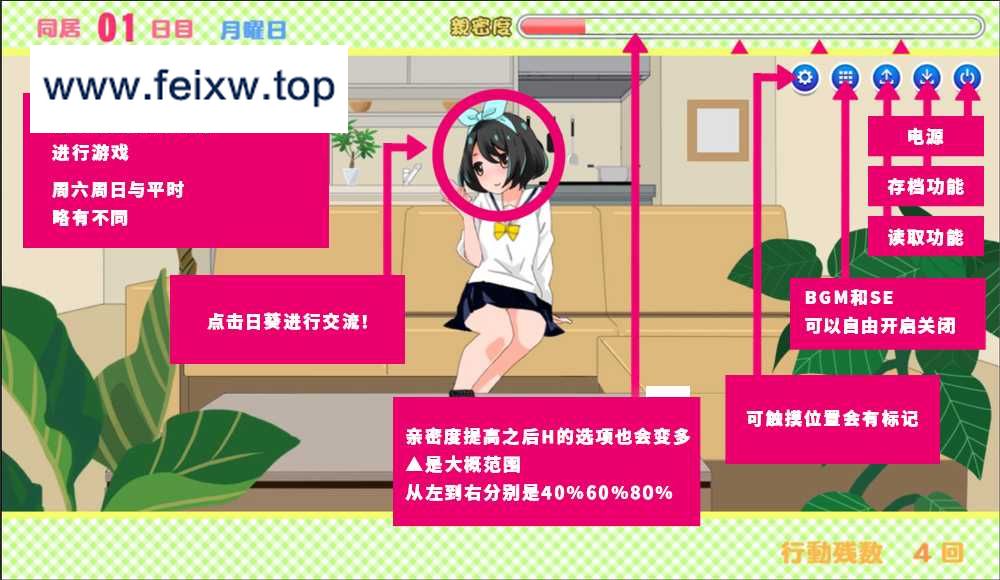 同居 01 日目 月曜日
親密度
www.feixw.top
进行游戏
周六周日与平时
略有不同
电源
存档功能
读取功能
点击日葵进行交流!
BGM和SE
可以自由开启关闭
可触摸位置会有标记
亲密度提高之后H的选项也会变多
▲是大概范围
从左到右分别是40%60%80%
行動残数 4 回